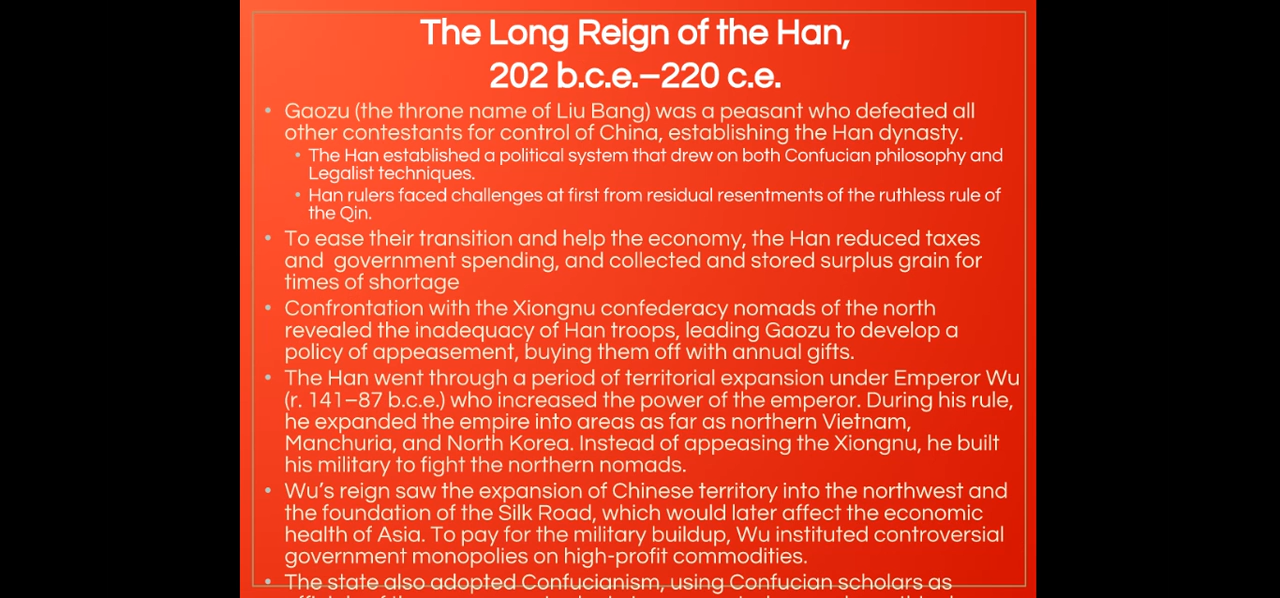 The Long Reign of the Han,
202 b.c.e.–220 c.e.
• Gaozu (the throne name of Liu Bang) was a peasant who defeated all
other contestants for control of China, establishing the Han dynasty.
• The Han established a political system that drew on both Confucian philosophy and
Legalist techniques.
• Han rulers faced challenges at first from residual resentments of the ruthless rule of
the Qin.
• To ease their transition and help the economy, the Han reduced taxes
and  government spending, and collected and stored surplus grain for
times of shortage
• Confrontation with the Xiongnu confederacy nomads of the north
revealed the inadequacy of Han troops, leading Gaozu to develop a
policy of appeasement, buying them off with annual gifts.
• The Han went through a period of territorial expansion under Emperor Wu
(r. 141–87 b.c.e.) who increased the power of the emperor. During his rule,
he expanded the empire into areas as far as northern Vietnam,
Manchuria, and North Korea. Instead of appeasing the Xiongnu, he built
his military to fight the northern nomads.
• Wu's reign saw the expansion of Chinese territory into the northwest and
the foundation of the Silk Road, which would later affect the economic
health of Asia. To pay for the military buildup, Wu instituted controversial
government monopolies on high-profit commodities.
• The state also adopted Confucianism, using Confucian scholars as